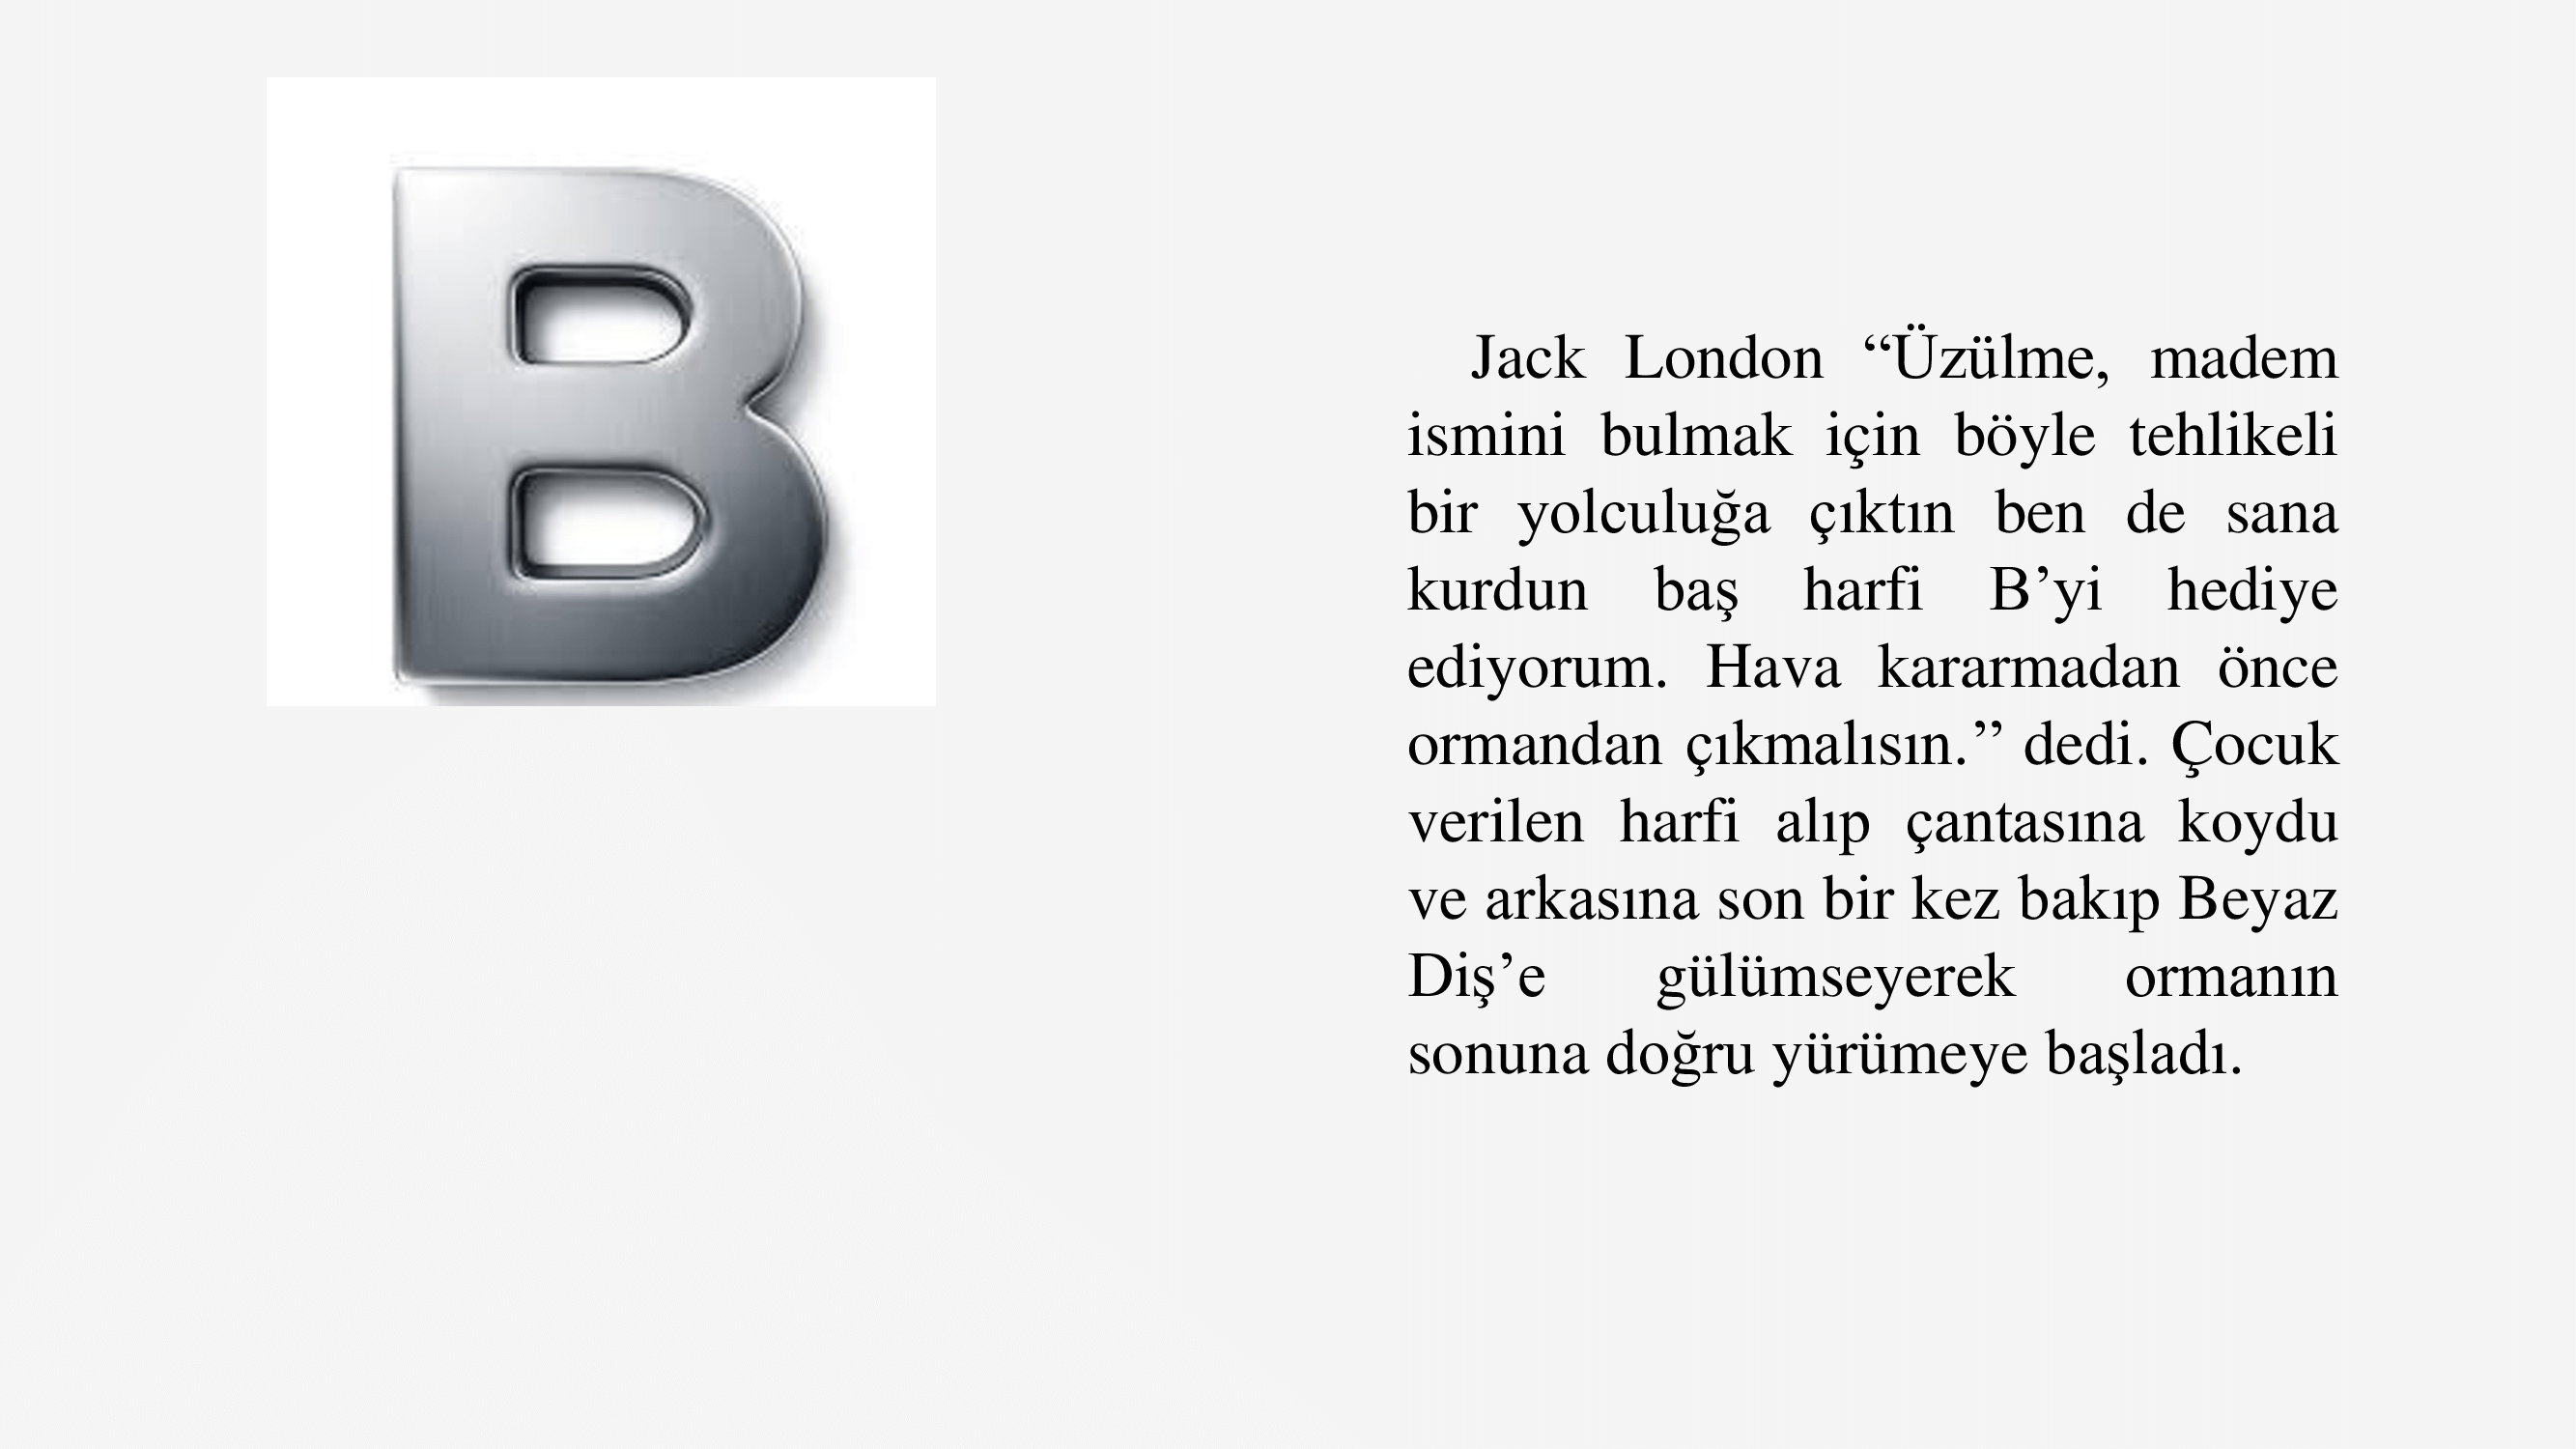 B
Jack London “Üzülme, madem
ismini bulmak için böyle tehlikeli
bir yolculuğa çıktın ben de sana
kurdun baş harfi B’yi hediye
ediyorum. Hava kararmadan önce
ormandan çıkmalısın.’’ dedi. Çocuk
verilen harfi alıp çantasına koydu
ve arkasına son bir kez bakıp Beyaz
Diş’e gülümseyerek ormanın
sonuna doğru yürümeye başladı.